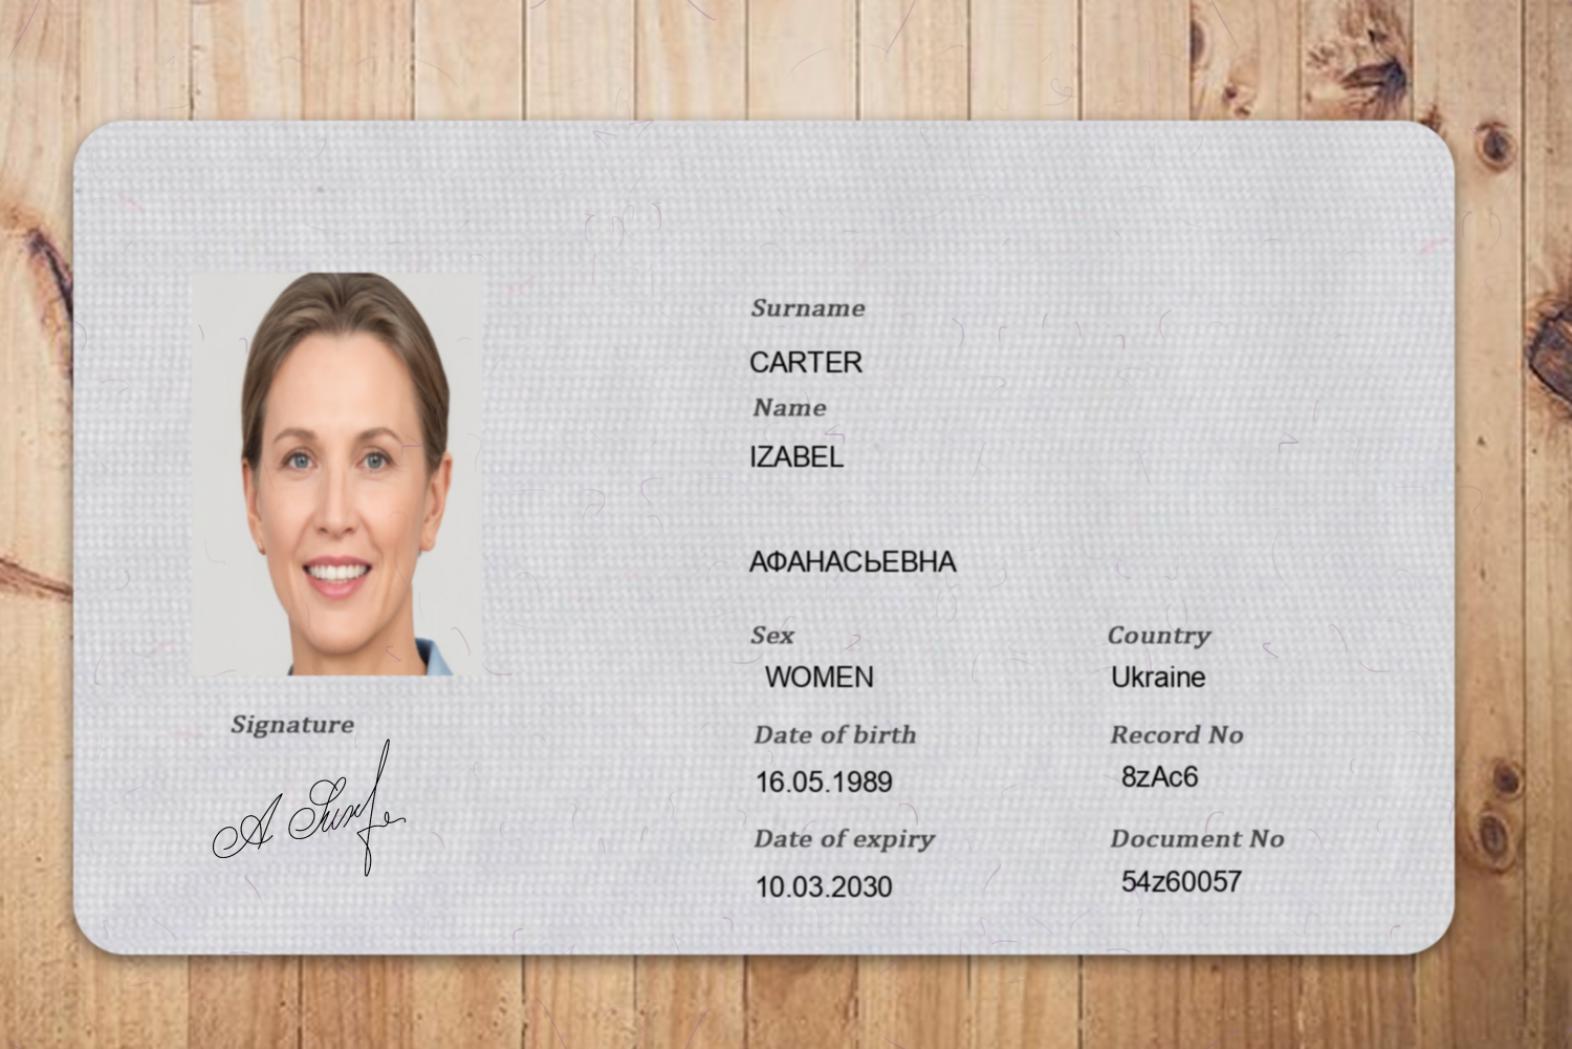 Surname
CARTER
Name
IZABEL
АФАНАСЬЕВНА
Sex
Country
WOMEN
Ukraine
Date of birth
Record No
16.05.1989
8zAc6
Date of expiry
Document No
10.03.2030
54z60057
Signature